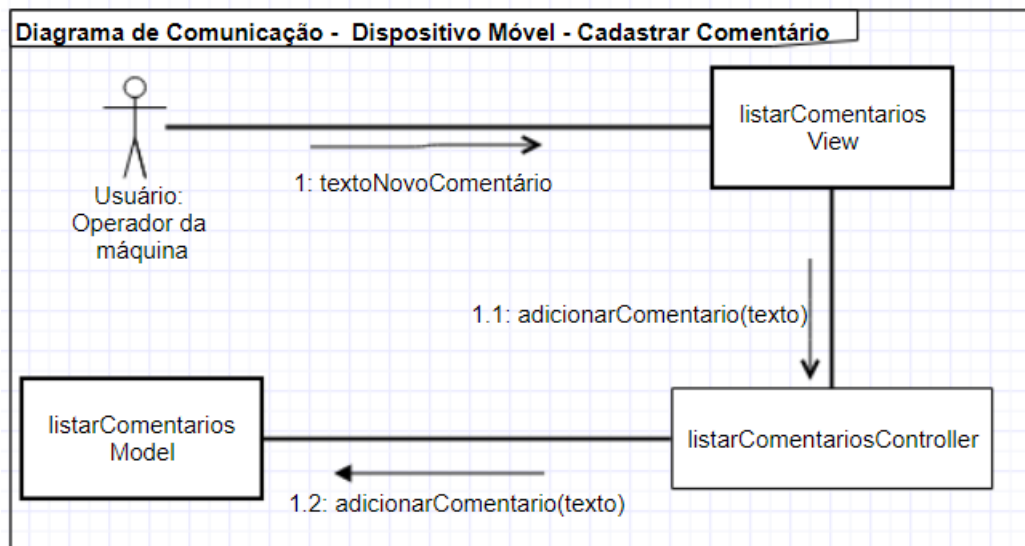 Diagrama de Comunicação - Dispositivo Móvel - Cadastrar Comentário
listarComentarios
View
1: textoNovoComentário
Usuário:
Operador da
máquina
1.1: adicionarComentario(texto)
listarComentarios
Model
listarComentariosController
1.2: adicionarComentario(texto)